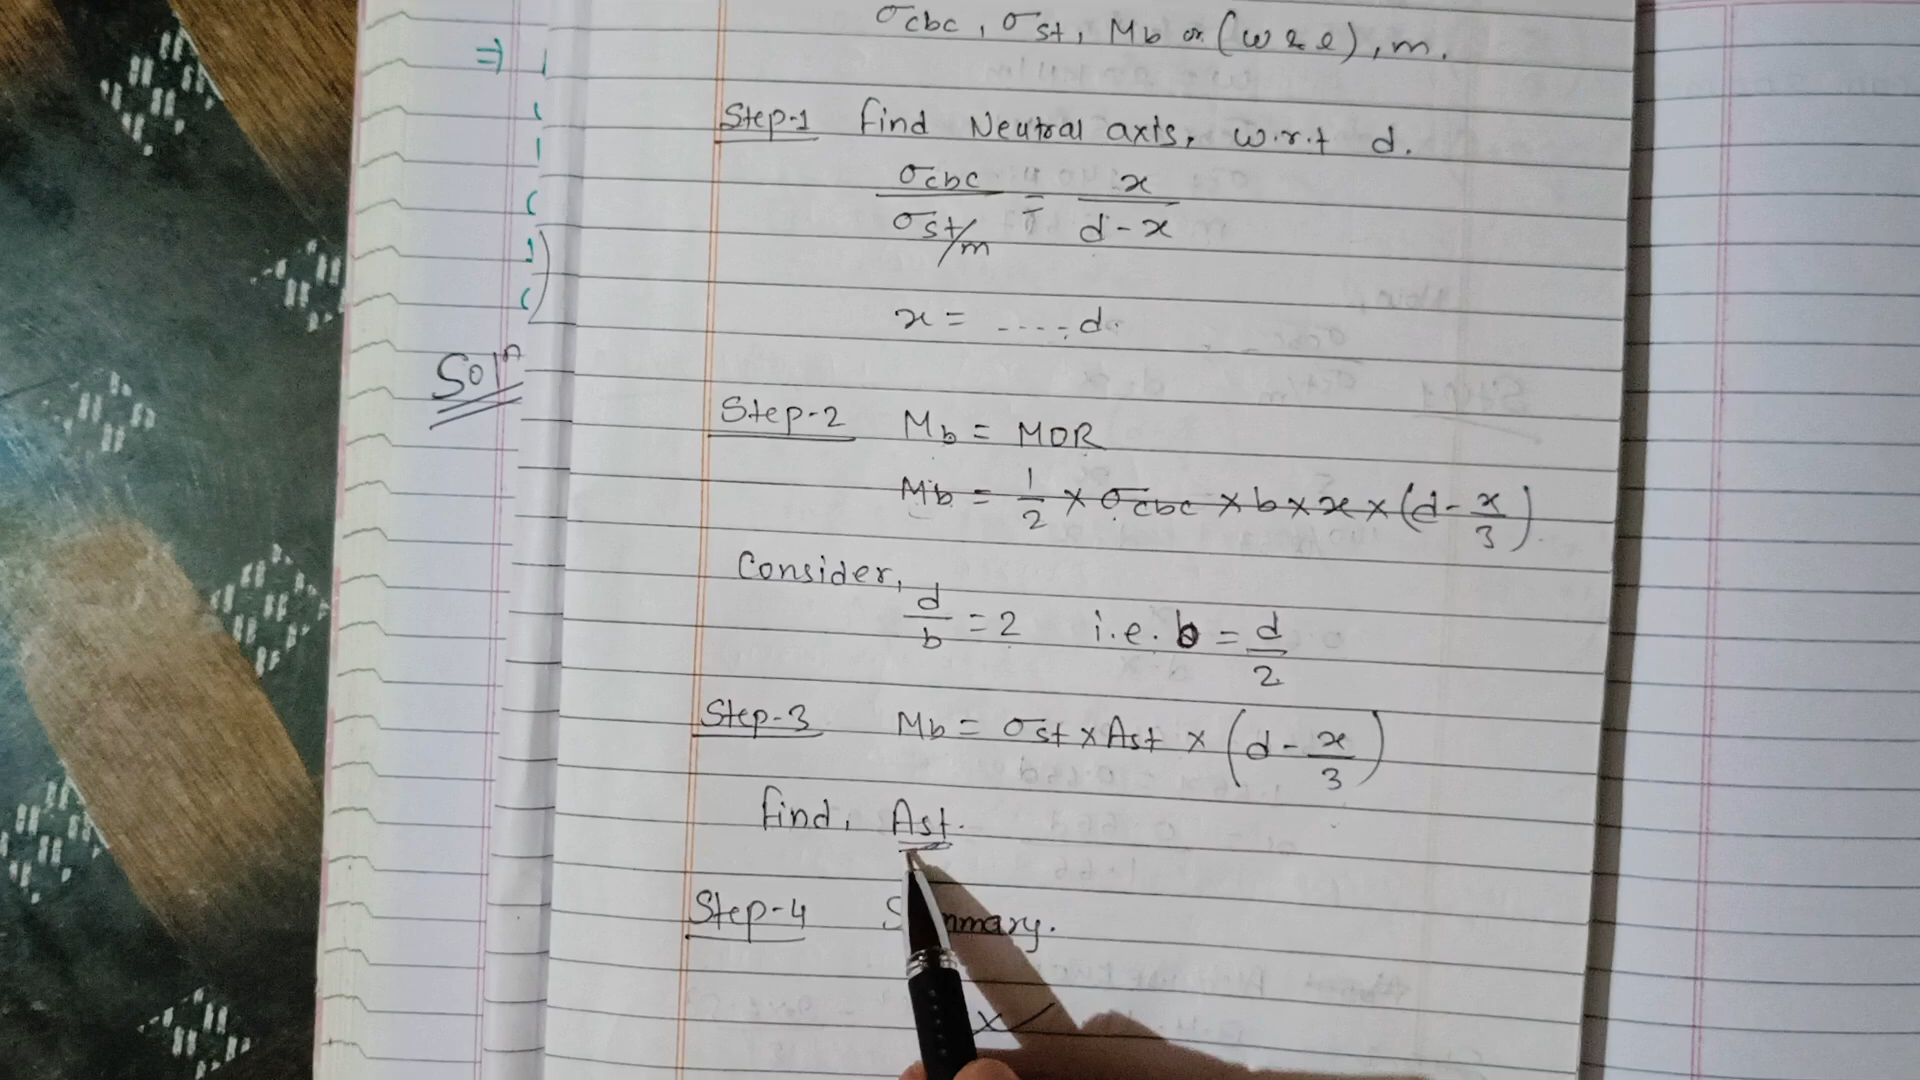 σcbc, σst, Mb or (w & l), m.
⇒
Step-1 find Neutral axis, w.r.t d.
σcbc / σst/m = x / d-x
x = ----- d.
Solⁿ
Step-2 Mb = MOR
Mb = 1/2 × σcbc × b × x × (d - x/3)
Consider,
d/b = 2 i.e. b = d/2
Step-3 Mb = σst × Ast × (d - x/3)
find, Ast.
Step-4 Summary.